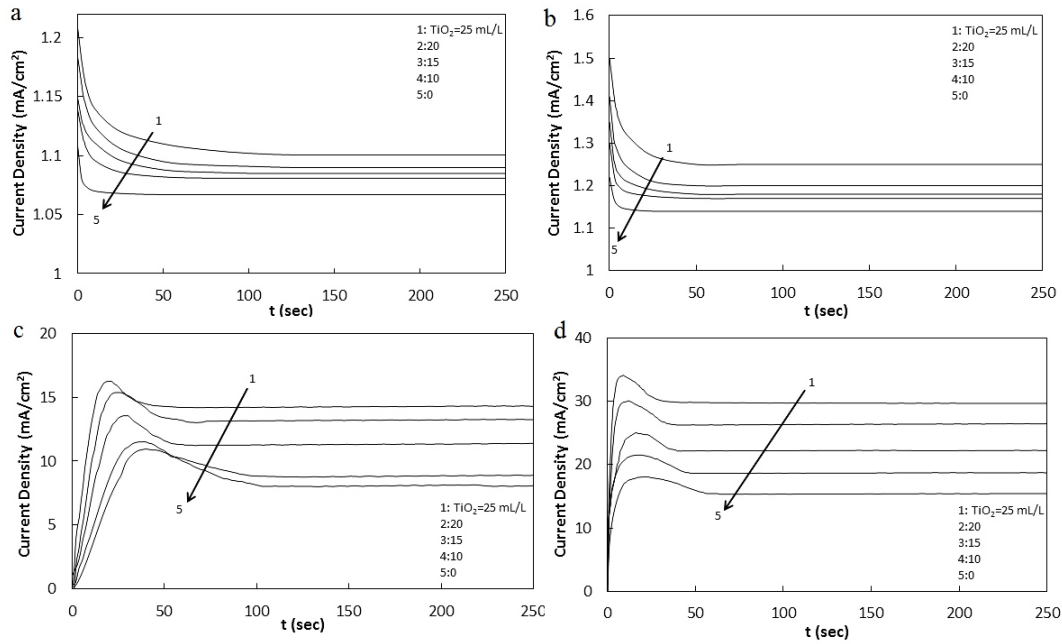 a
Current Density (mA/cm²)
1.2
1.15
1.1
1.05
1
0 50 100 150 200 250
t (sec)
1: TiO₂=25 mL/L
2:20
3:15
4:10
5:0
1
5
b
Current Density (mA/cm²)
1.6
1.5
1.4
1.3
1.2
1.1
1
0 50 100 150 200 250
t (sec)
1: TiO₂=25 mL/L
2:20
3:15
4:10
5:0
1
5
c
Current Density (mA/cm²)
20
15
10
5
0
0 50 100 150 200 250
t (sec)
1
5
1: TiO₂=25 mL/L
2:20
3:15
4:10
5:0
d
Current Density (mA/cm²)
40
30
20
10
0
0 50 100 150 200 250
t (sec)
1
5
1: TiO₂=25 mL/L
2:20
3:15
4:10
5:0